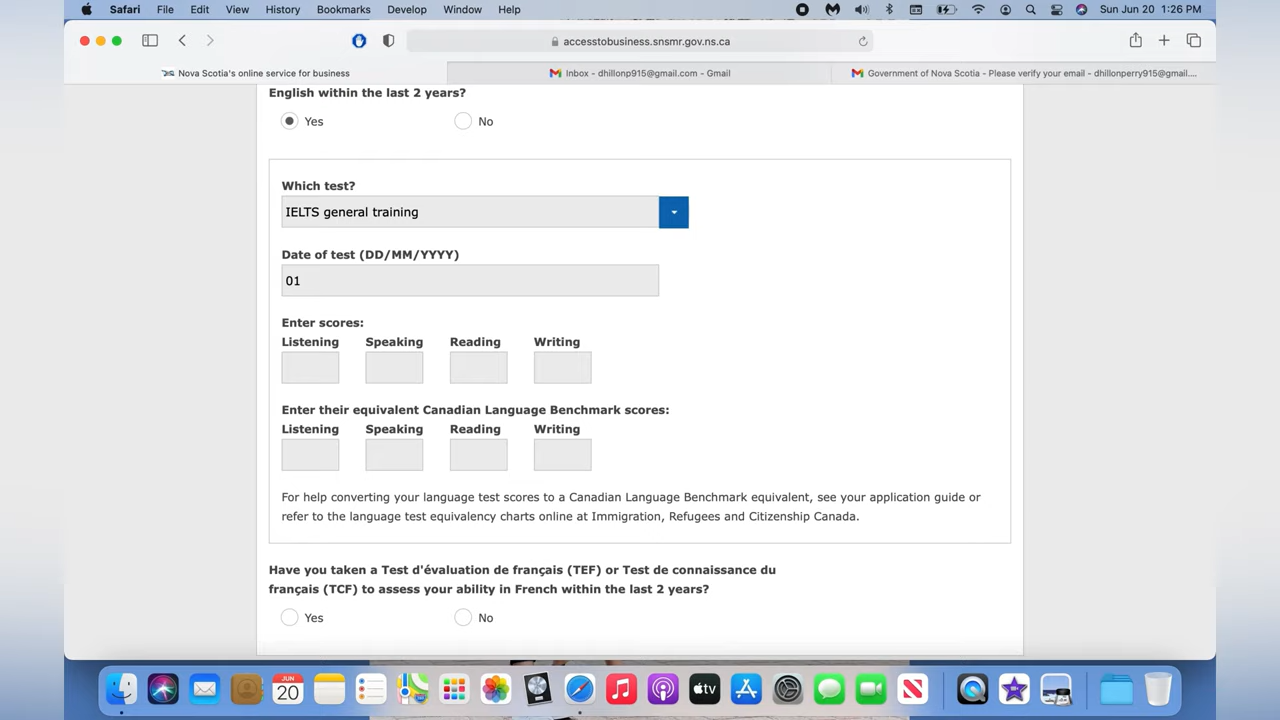 Safari File Edit View History Bookmarks Develop Window Help Sun Jun 20 1:26 PM
accesstobusiness.snsmr.gov.ns.ca
Nova Scotia's online service for business Inbox - dhillonp915@gmail.com - Gmail Government of Nova Scotia - Please verify your email - dhillonperry915@gmail....
English within the last 2 years?
Yes No
Which test?
IELTS general training
Date of test (DD/MM/YYYY)
01
Enter scores:
Listening Speaking Reading Writing
Enter their equivalent Canadian Language Benchmark scores:
Listening Speaking Reading Writing
For help converting your language test scores to a Canadian Language Benchmark equivalent, see your application guide or
refer to the language test equivalency charts online at Immigration, Refugees and Citizenship Canada.
Have you taken a Test d'évaluation de français (TEF) or Test de connaissance du
français (TCF) to assess your ability in French within the last 2 years?
Yes No
JUN
20
tv